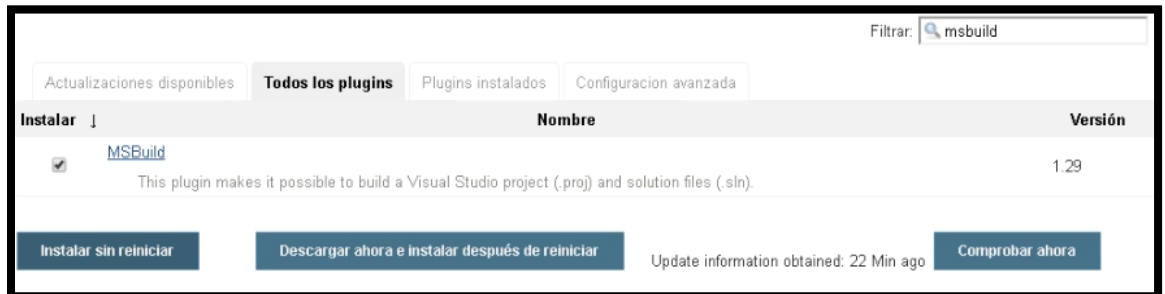 Filtrar: msbuild
Actualizaciones disponibles Todos los plugins Plugins instalados Configuracion avanzada
Instalar ↓ Nombre Versión
MSBuild 1.29
This plugin makes it possible to build a Visual Studio project (.proj) and solution files (.sln).
Instalar sin reiniciar Descargar ahora e instalar después de reiniciar Update information obtained: 22 Min ago Comprobar ahora